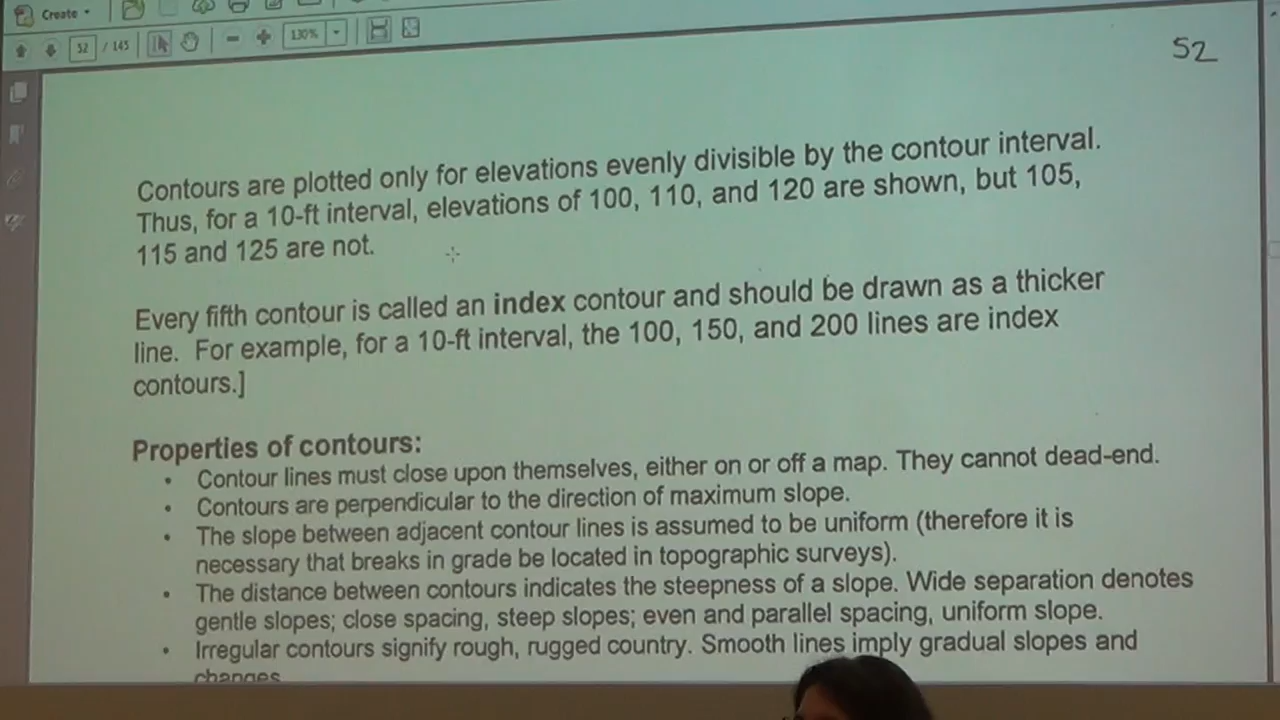 Create
52 / 145
130%
52
Contours are plotted only for elevations evenly divisible by the contour interval.
Thus, for a 10-ft interval, elevations of 100, 110, and 120 are shown, but 105,
115 and 125 are not.
Every fifth contour is called an index contour and should be drawn as a thicker
line. For example, for a 10-ft interval, the 100, 150, and 200 lines are index
contours.]
Properties of contours:
• Contour lines must close upon themselves, either on or off a map. They cannot dead-end.
• Contours are perpendicular to the direction of maximum slope.
• The slope between adjacent contour lines is assumed to be uniform (therefore it is
necessary that breaks in grade be located in topographic surveys).
• The distance between contours indicates the steepness of a slope. Wide separation denotes
gentle slopes; close spacing, steep slopes; even and parallel spacing, uniform slope.
• Irregular contours signify rough, rugged country. Smooth lines imply gradual slopes and
changes